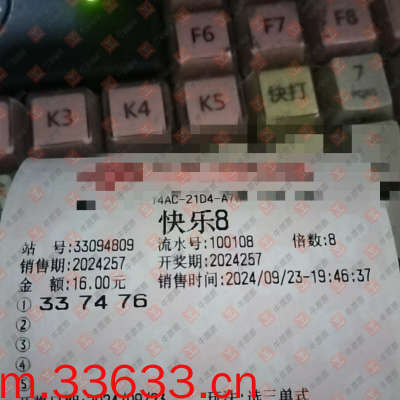 F6 F7 F8
K3 K4 K5 快打 7
快乐8
站 号:33094809 流水号:100108 倍数:8
销售期:2024257 开奖期:2024257
金 额:16.00元 销售时间:2024/09/23-19:46:37
① 33 74 76
②
③
④
⑤
m.33633.cn